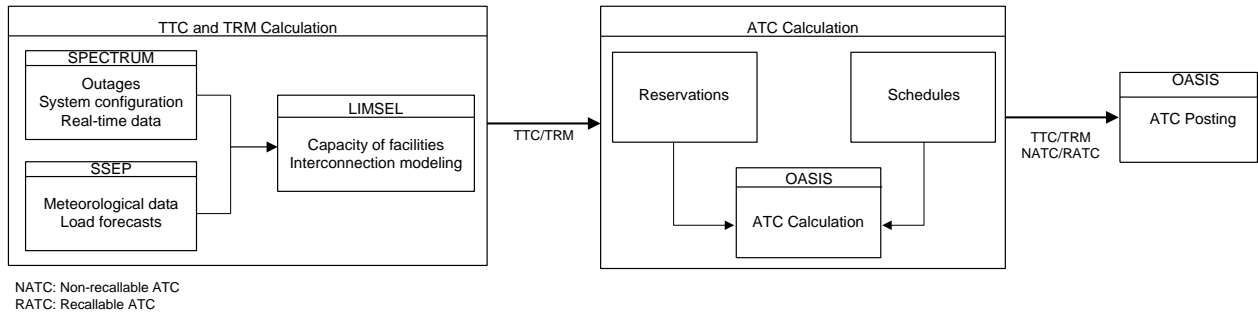 TTC and TRM Calculation
SPECTRUM
Outages
System configuration
Real-time data
SSEP
Meteorological data
Load forecasts
LIMSEL
Capacity of facilities
Interconnection modeling
TTC/TRM
ATC Calculation
Reservations
Schedules
OASIS
ATC Calculation
TTC/TRM
NATC/RATC
OASIS
ATC Posting
NATC: Non-recallable ATC
RATC: Recallable ATC